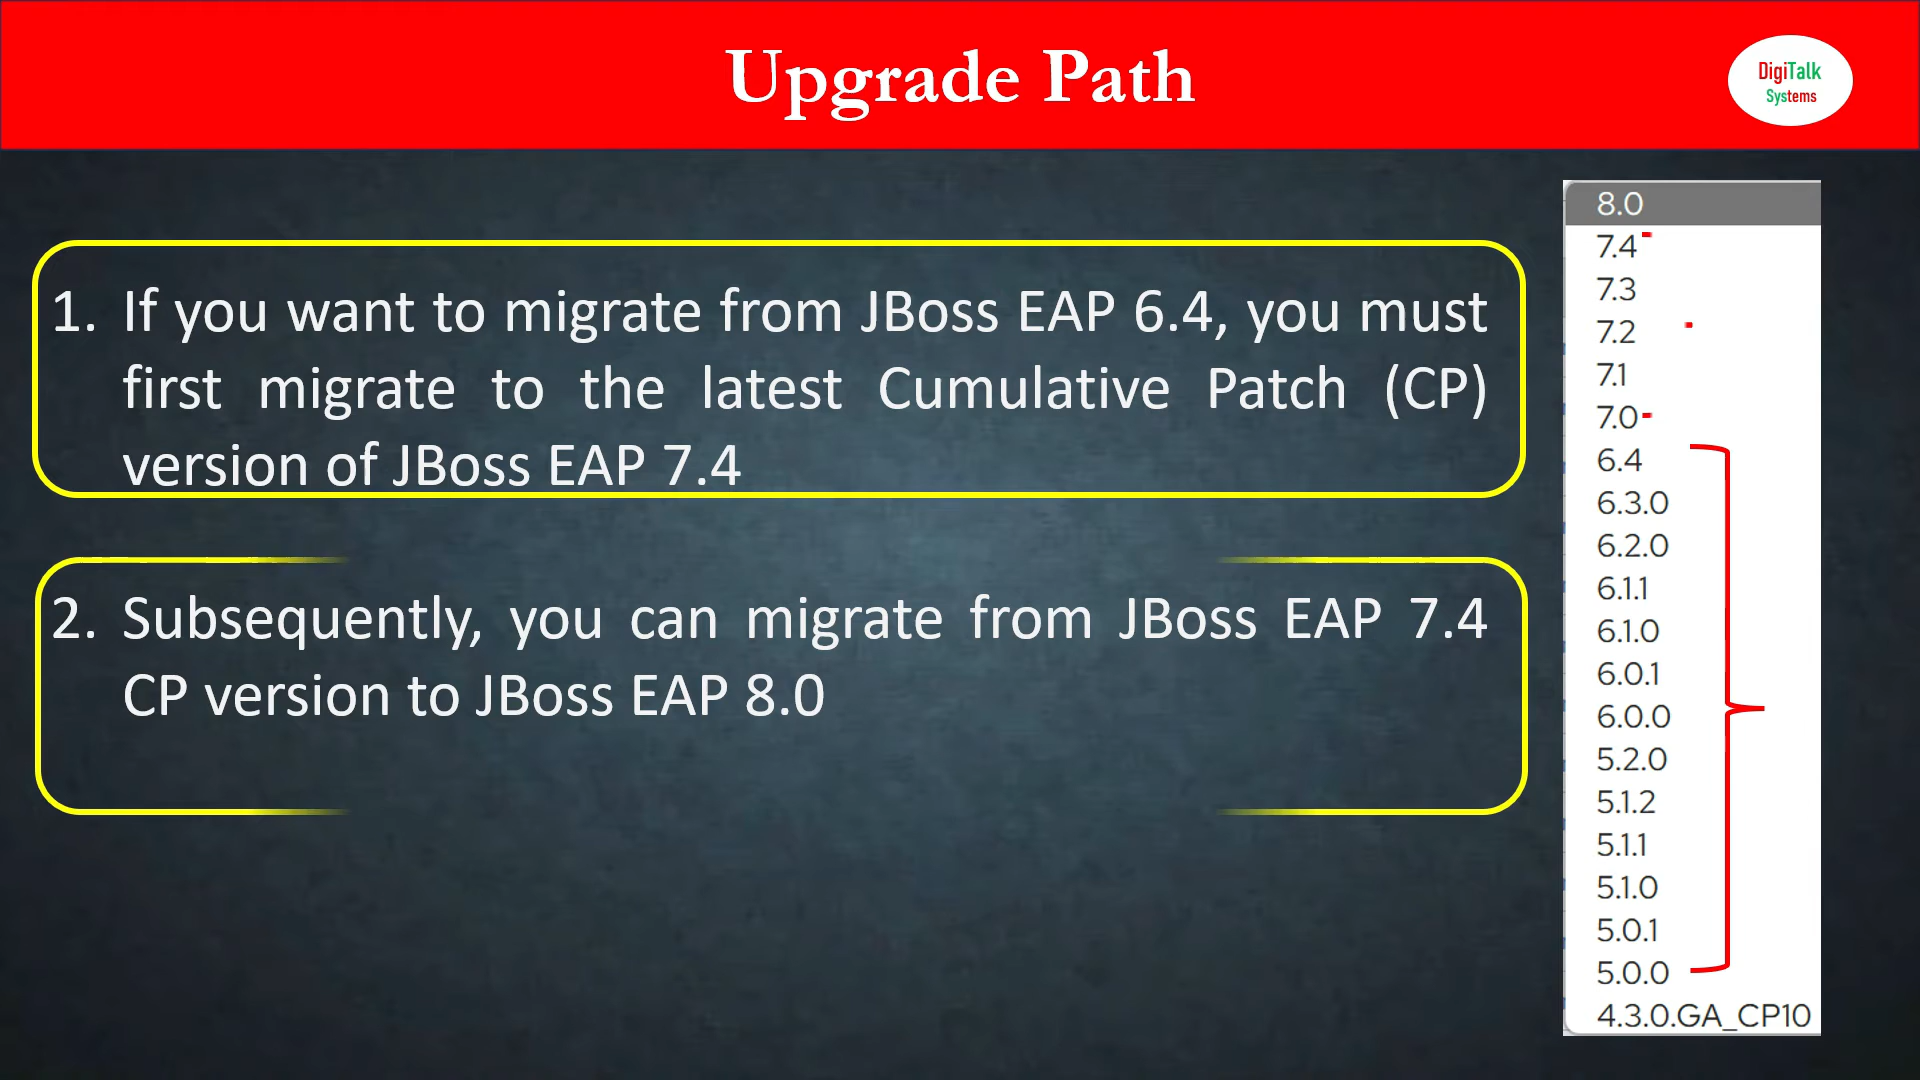 Upgrade Path
DigiTalk
Systems
1. If you want to migrate from JBoss EAP 6.4, you must
first migrate to the latest Cumulative Patch (CP)
version of JBoss EAP 7.4
2. Subsequently, you can migrate from JBoss EAP 7.4
CP version to JBoss EAP 8.0
8.0
7.4
7.3
7.2
7.1
7.0
6.4
6.3.0
6.2.0
6.1.1
6.1.0
6.0.1
6.0.0
5.2.0
5.1.2
5.1.1
5.1.0
5.0.1
5.0.0
4.3.0.GA_CP10